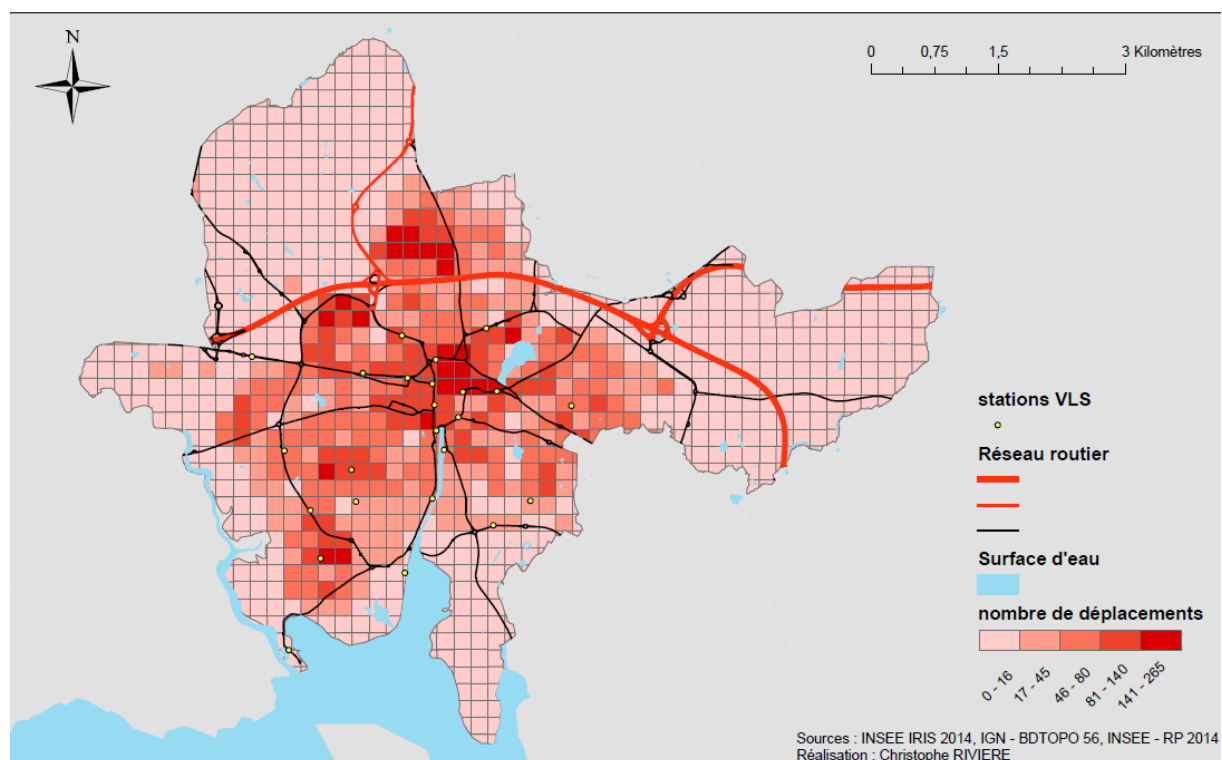 N
0 0,75 1,5 3 Kilomètres
stations VLS
Réseau routier
Surface d'eau
nombre de déplacements
0 - 16
17 - 45
46 - 80
81 - 140
141 - 265
Sources : INSEE IRIS 2014, IGN - BDTOPO 56, INSEE - RP 2014
Réalisation : Christophe RIVIERE